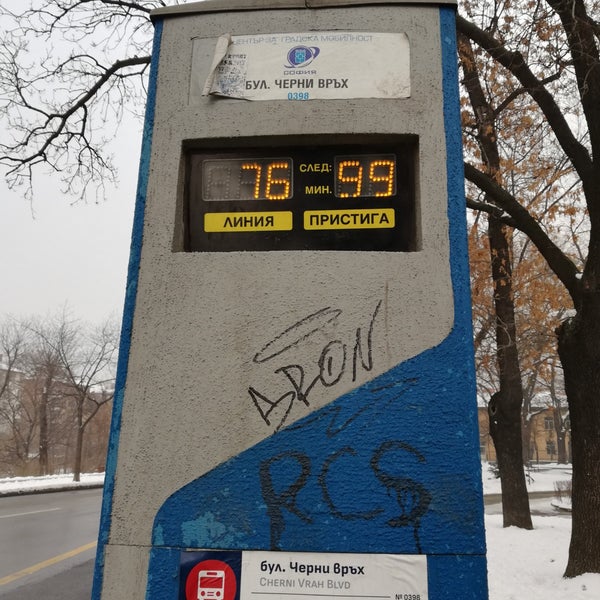 ЦЕНТЪР ЗА ГРАДСКА МОБИЛНОСТ
СОФИЯ
БУЛ. ЧЕРНИ ВРЪХ
0398
76 СЛЕД: 99
МИН.
ЛИНИЯ ПРИСТИГА
RCS
бул. Черни връх
CHERNI VRAH BLVD
№ 0398